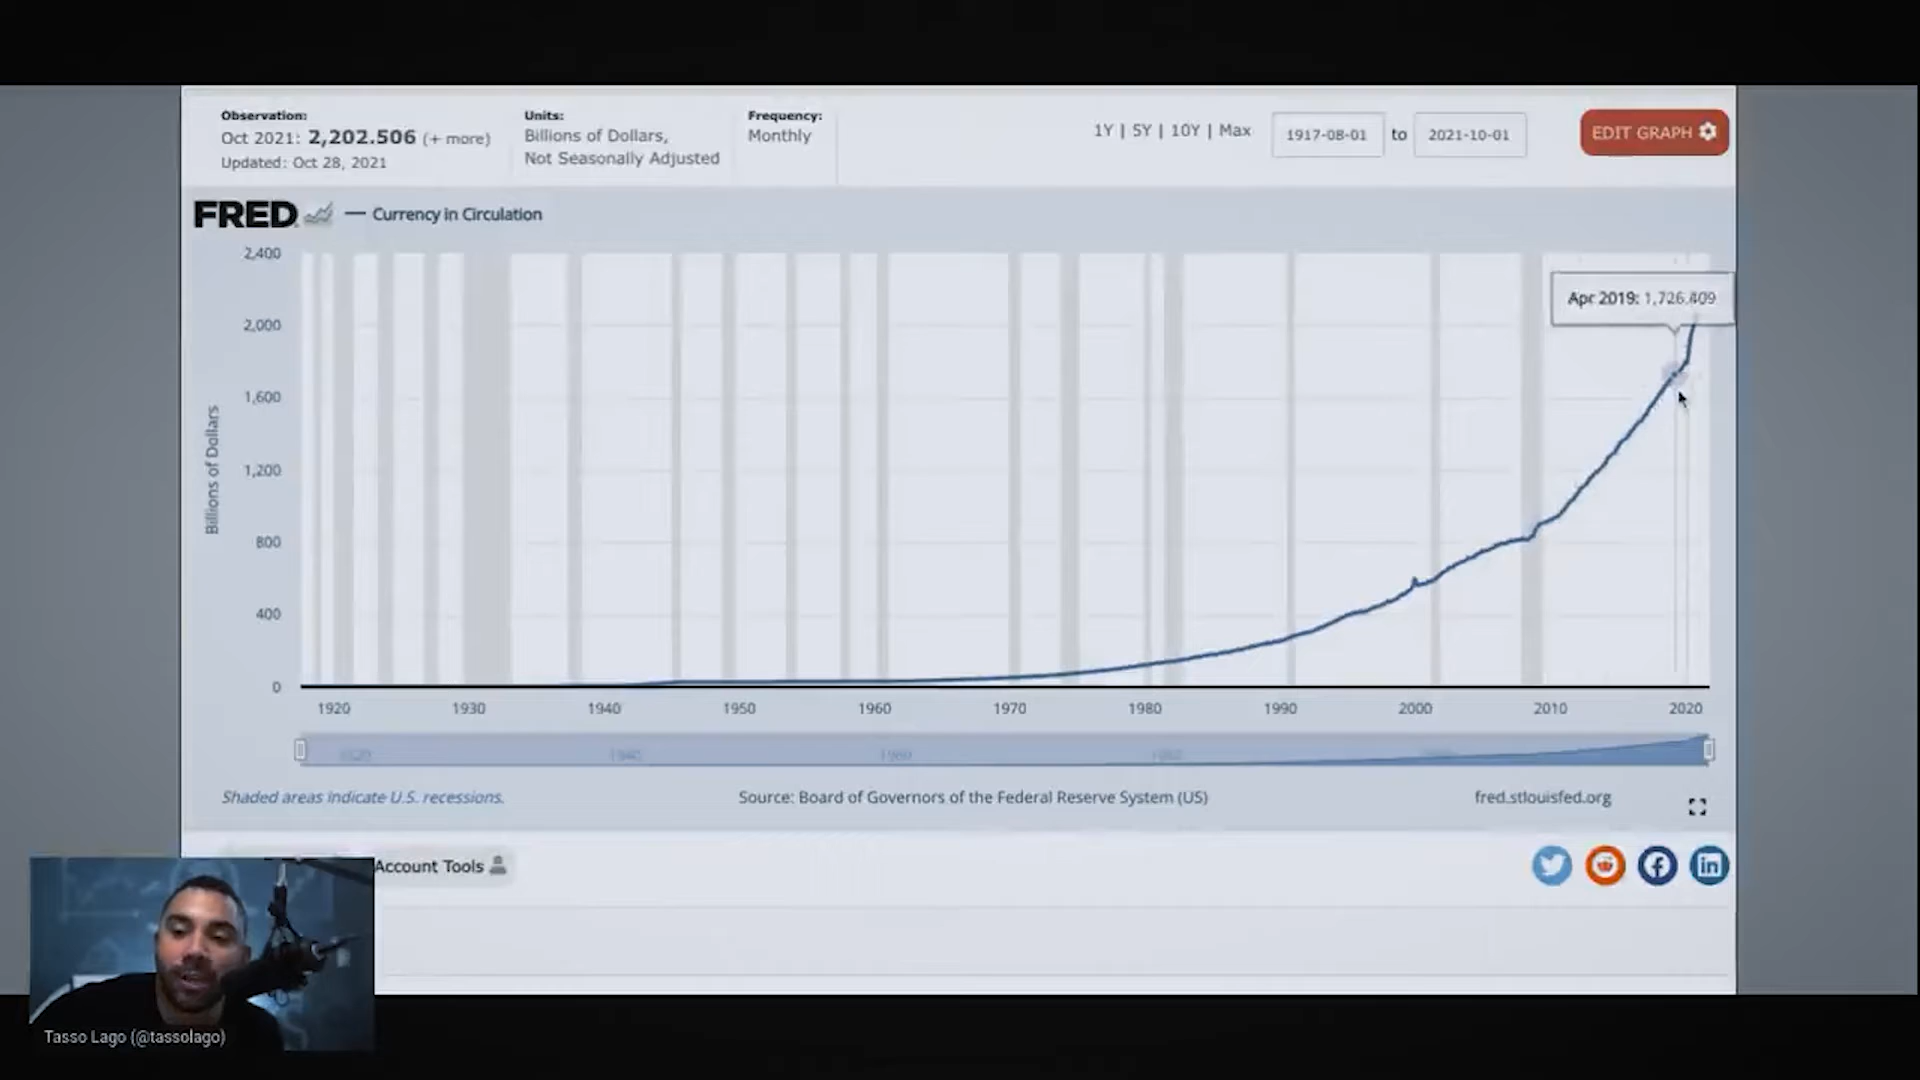 Observation:
Oct 2021: 2,202.506 (+ more)
Updated: Oct 28, 2021
Units:
Billions of Dollars,
Not Seasonally Adjusted
Frequency:
Monthly
1Y | 5Y | 10Y | Max
1917-08-01 to 2021-10-01
EDIT GRAPH
FRED
Currency in Circulation
2,400
2,000
1,600
1,200
800
400
0
Billions of Dollars
Apr 2019: 1,726.409
1920 1930 1940 1950 1960 1970 1980 1990 2000 2010 2020
1940 1960
Shaded areas indicate U.S. recessions.
Source: Board of Governors of the Federal Reserve System (US)
fred.stlouisfed.org
Account Tools
in
Tasso Lago (@tassolago)